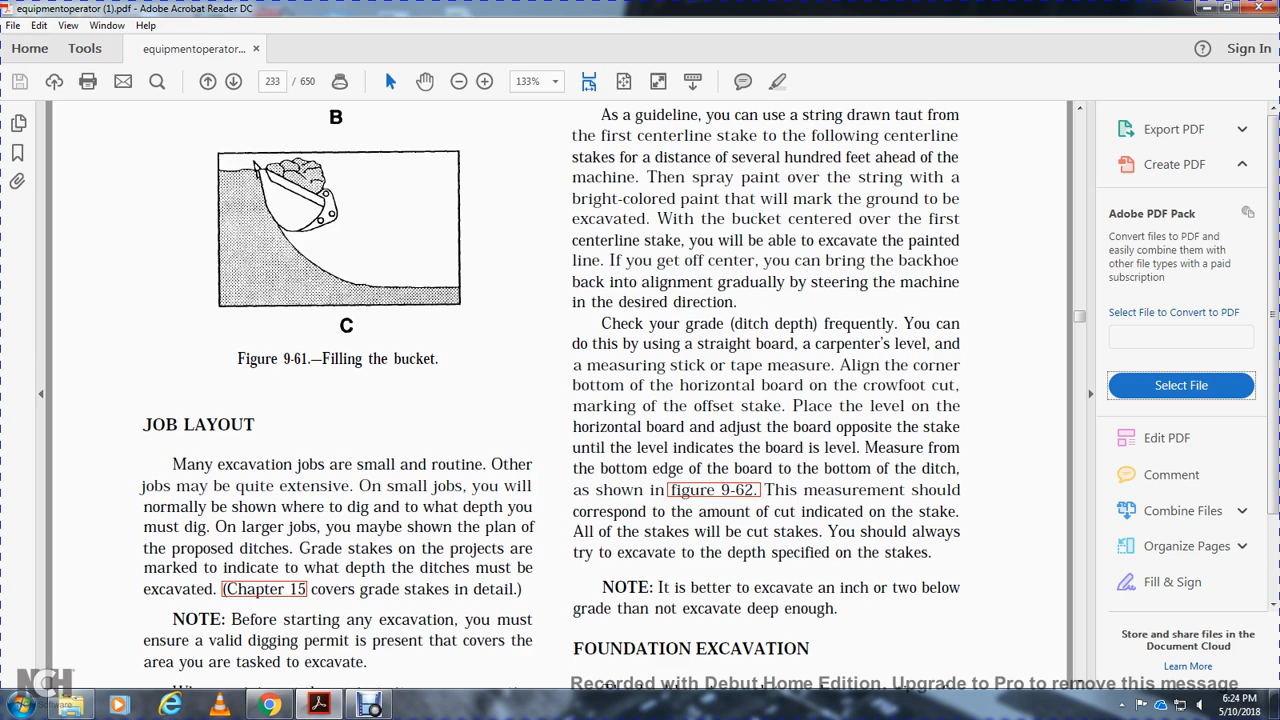 Acrobat Reader DC
equipmentoperator (1).pdf - Adobe Acrobat Reader DC
File Edit View Window Help
Home Tools equipmentoperator... × Sign In
233 / 650 133%
B
C
Figure 9-61.—Filling the bucket.
JOB LAYOUT
Many excavation jobs are small and routine. Other
jobs may be quite extensive. On small jobs, you will
normally be shown where to dig and to what depth you
must dig. On larger jobs, you maybe shown the plan of
the proposed ditches. Grade stakes on the projects are
marked to indicate to what depth the ditches must be
excavated. (Chapter 15 covers grade stakes in detail.)
NOTE: Before starting any excavation, you must
ensure a valid digging permit is present that covers the
area you are tasked to excavate.
As a guideline, you can use a string drawn taut from
the first centerline stake to the following centerline
stakes for a distance of several hundred feet ahead of the
machine. Then spray paint over the string with a
bright-colored paint that will mark the ground to be
excavated. With the bucket centered over the first
centerline stake, you will be able to excavate the painted
line. If you get off center, you can bring the backhoe
back into alignment gradually by steering the machine
in the desired direction.
Check your grade (ditch depth) frequently. You can
do this by using a straight board, a carpenter's level, and
a measuring stick or tape measure. Align the corner
bottom of the horizontal board on the crowfoot cut,
marking of the offset stake. Place the level on the
horizontal board and adjust the board opposite the stake
until the level indicates the board is level. Measure from
the bottom edge of the board to the bottom of the ditch,
as shown in figure 9-62. This measurement should
correspond to the amount of cut indicated on the stake.
All of the stakes will be cut stakes. You should always
try to excavate to the depth specified on the stakes.
NOTE: It is better to excavate an inch or two below
grade than not excavate deep enough.
FOUNDATION EXCAVATION
Export PDF
Create PDF
Adobe PDF Pack
Convert files to PDF and
easily combine them with
other file types with a paid
subscription
Select File to Convert to PDF
Select File
Edit PDF
Comment
Combine Files
Organize Pages
Fill & Sign
Store and share files in the
Document Cloud
Learn More
NCH
Software
Recorded with Debut Home Edition. Upgrade to Pro to remove this message
6:24 PM
5/10/2018